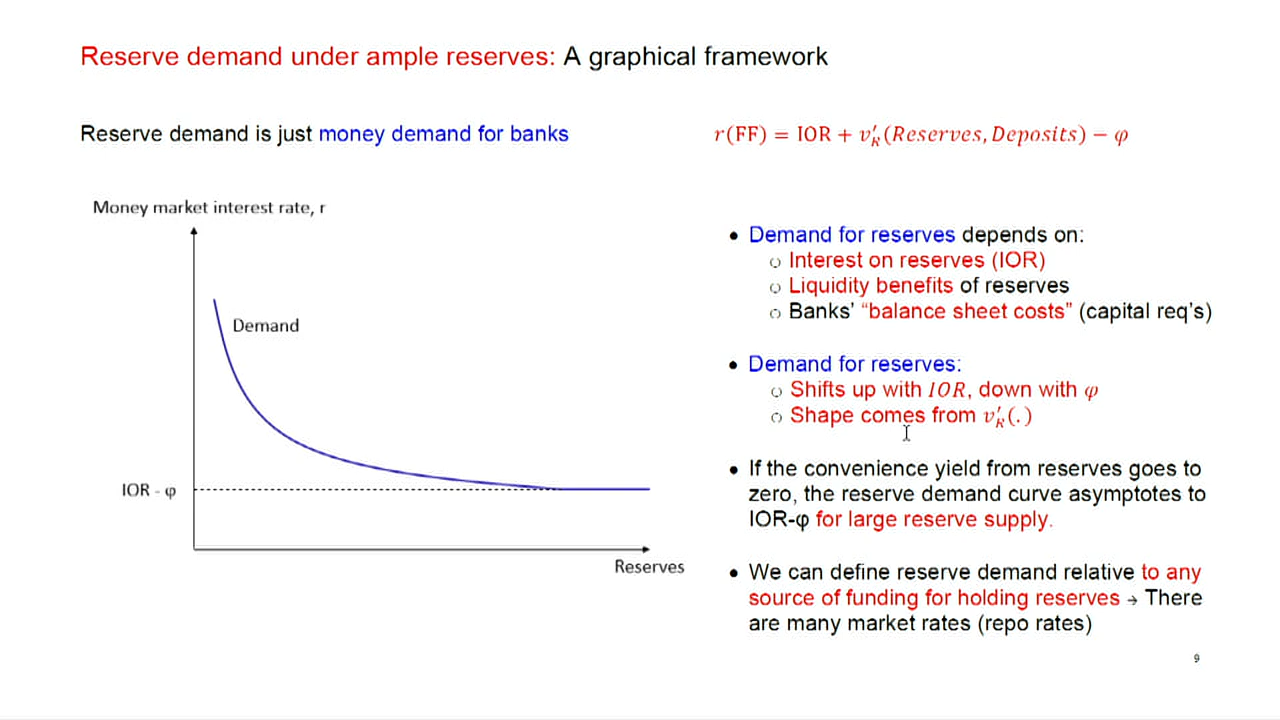 Reserve demand under ample reserves: A graphical framework
Reserve demand is just money demand for banks
r(FF) = IOR + v′_R(Reserves, Deposits) − φ
Money market interest rate, r
Demand
IOR - φ
Reserves
• Demand for reserves depends on:
○ Interest on reserves (IOR)
○ Liquidity benefits of reserves
○ Banks' “balance sheet costs” (capital req's)
• Demand for reserves:
○ Shifts up with IOR, down with φ
○ Shape comes from v′_R(.)
• If the convenience yield from reserves goes to
zero, the reserve demand curve asymptotes to
IOR-φ for large reserve supply.
• We can define reserve demand relative to any
source of funding for holding reserves → There
are many market rates (repo rates)
9